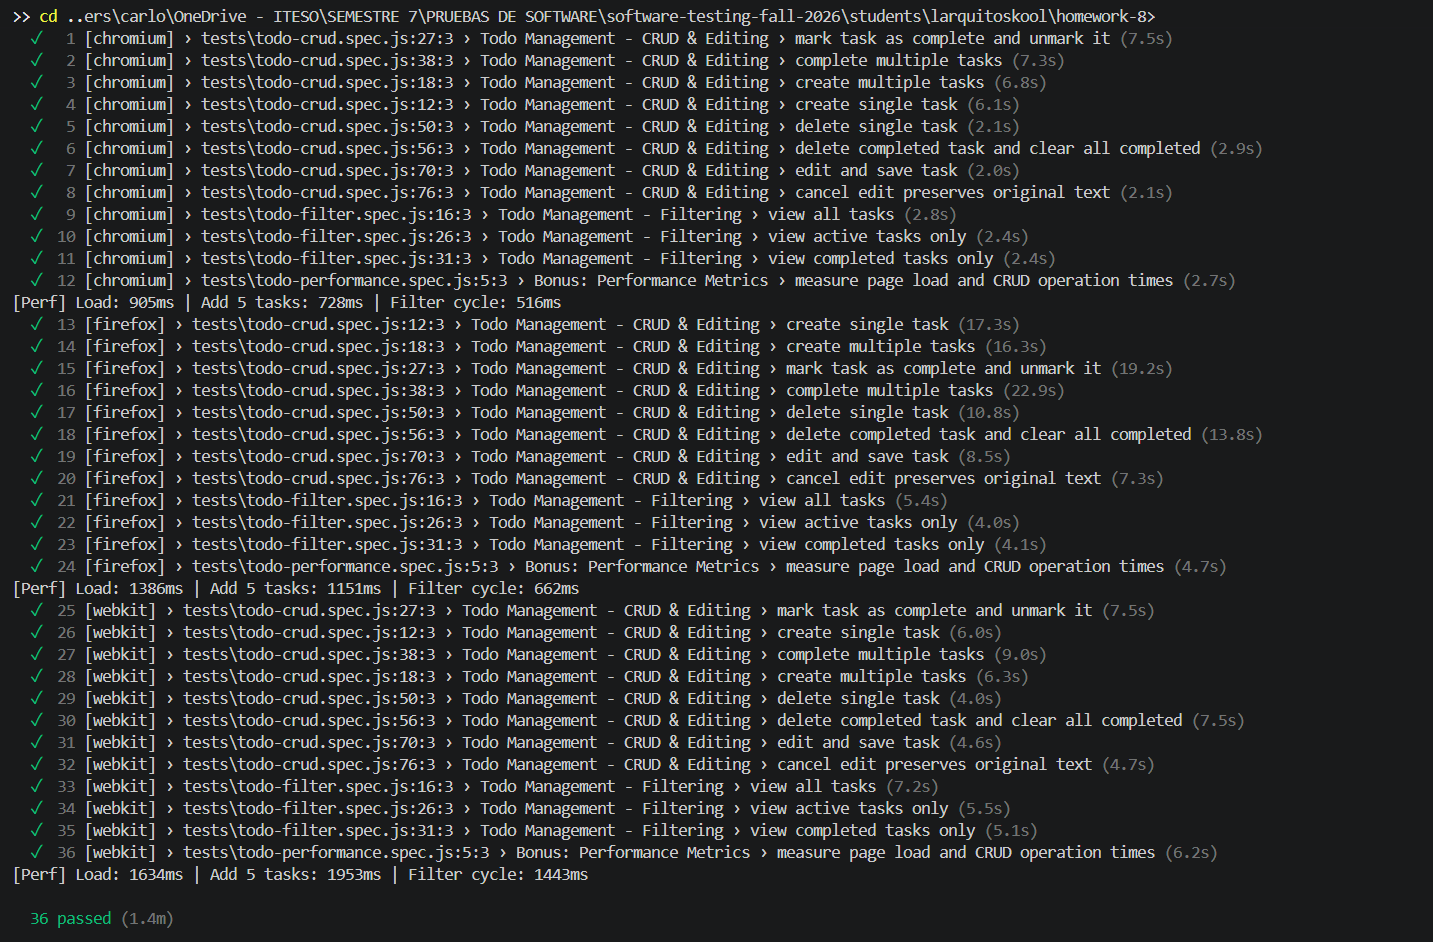 >> cd ..ers\carlo\OneDrive - ITESO\SEMESTRE 7\PRUEBAS DE SOFTWARE\software-testing-fall-2026\students\larquitoskool\homework-8>
✓ 1 [chromium] › tests\todo-crud.spec.js:27:3 › Todo Management - CRUD & Editing › mark task as complete and unmark it (7.5s)
✓ 2 [chromium] › tests\todo-crud.spec.js:38:3 › Todo Management - CRUD & Editing › complete multiple tasks (7.3s)
✓ 3 [chromium] › tests\todo-crud.spec.js:18:3 › Todo Management - CRUD & Editing › create multiple tasks (6.8s)
✓ 4 [chromium] › tests\todo-crud.spec.js:12:3 › Todo Management - CRUD & Editing › create single task (6.1s)
✓ 5 [chromium] › tests\todo-crud.spec.js:50:3 › Todo Management - CRUD & Editing › delete single task (2.1s)
✓ 6 [chromium] › tests\todo-crud.spec.js:56:3 › Todo Management - CRUD & Editing › delete completed task and clear all completed (2.9s)
✓ 7 [chromium] › tests\todo-crud.spec.js:70:3 › Todo Management - CRUD & Editing › edit and save task (2.0s)
✓ 8 [chromium] › tests\todo-crud.spec.js:76:3 › Todo Management - CRUD & Editing › cancel edit preserves original text (2.1s)
✓ 9 [chromium] › tests\todo-filter.spec.js:16:3 › Todo Management - Filtering › view all tasks (2.8s)
✓ 10 [chromium] › tests\todo-filter.spec.js:26:3 › Todo Management - Filtering › view active tasks only (2.4s)
✓ 11 [chromium] › tests\todo-filter.spec.js:31:3 › Todo Management - Filtering › view completed tasks only (2.4s)
✓ 12 [chromium] › tests\todo-performance.spec.js:5:3 › Bonus: Performance Metrics › measure page load and CRUD operation times (2.7s)
[Perf] Load: 905ms | Add 5 tasks: 728ms | Filter cycle: 516ms
✓ 13 [firefox] › tests\todo-crud.spec.js:12:3 › Todo Management - CRUD & Editing › create single task (17.3s)
✓ 14 [firefox] › tests\todo-crud.spec.js:18:3 › Todo Management - CRUD & Editing › create multiple tasks (16.3s)
✓ 15 [firefox] › tests\todo-crud.spec.js:27:3 › Todo Management - CRUD & Editing › mark task as complete and unmark it (19.2s)
✓ 16 [firefox] › tests\todo-crud.spec.js:38:3 › Todo Management - CRUD & Editing › complete multiple tasks (22.9s)
✓ 17 [firefox] › tests\todo-crud.spec.js:50:3 › Todo Management - CRUD & Editing › delete single task (10.8s)
✓ 18 [firefox] › tests\todo-crud.spec.js:56:3 › Todo Management - CRUD & Editing › delete completed task and clear all completed (13.8s)
✓ 19 [firefox] › tests\todo-crud.spec.js:70:3 › Todo Management - CRUD & Editing › edit and save task (8.5s)
✓ 20 [firefox] › tests\todo-crud.spec.js:76:3 › Todo Management - CRUD & Editing › cancel edit preserves original text (7.3s)
✓ 21 [firefox] › tests\todo-filter.spec.js:16:3 › Todo Management - Filtering › view all tasks (5.4s)
✓ 22 [firefox] › tests\todo-filter.spec.js:26:3 › Todo Management - Filtering › view active tasks only (4.0s)
✓ 23 [firefox] › tests\todo-filter.spec.js:31:3 › Todo Management - Filtering › view completed tasks only (4.1s)
✓ 24 [firefox] › tests\todo-performance.spec.js:5:3 › Bonus: Performance Metrics › measure page load and CRUD operation times (4.7s)
[Perf] Load: 1386ms | Add 5 tasks: 1151ms | Filter cycle: 662ms
✓ 25 [webkit] › tests\todo-crud.spec.js:27:3 › Todo Management - CRUD & Editing › mark task as complete and unmark it (7.5s)
✓ 26 [webkit] › tests\todo-crud.spec.js:12:3 › Todo Management - CRUD & Editing › create single task (6.0s)
✓ 27 [webkit] › tests\todo-crud.spec.js:38:3 › Todo Management - CRUD & Editing › complete multiple tasks (9.0s)
✓ 28 [webkit] › tests\todo-crud.spec.js:18:3 › Todo Management - CRUD & Editing › create multiple tasks (6.3s)
✓ 29 [webkit] › tests\todo-crud.spec.js:50:3 › Todo Management - CRUD & Editing › delete single task (4.0s)
✓ 30 [webkit] › tests\todo-crud.spec.js:56:3 › Todo Management - CRUD & Editing › delete completed task and clear all completed (7.5s)
✓ 31 [webkit] › tests\todo-crud.spec.js:70:3 › Todo Management - CRUD & Editing › edit and save task (4.6s)
✓ 32 [webkit] › tests\todo-crud.spec.js:76:3 › Todo Management - CRUD & Editing › cancel edit preserves original text (4.7s)
✓ 33 [webkit] › tests\todo-filter.spec.js:16:3 › Todo Management - Filtering › view all tasks (7.2s)
✓ 34 [webkit] › tests\todo-filter.spec.js:26:3 › Todo Management - Filtering › view active tasks only (5.5s)
✓ 35 [webkit] › tests\todo-filter.spec.js:31:3 › Todo Management - Filtering › view completed tasks only (5.1s)
✓ 36 [webkit] › tests\todo-performance.spec.js:5:3 › Bonus: Performance Metrics › measure page load and CRUD operation times (6.2s)
[Perf] Load: 1634ms | Add 5 tasks: 1953ms | Filter cycle: 1443ms
36 passed (1.4m)